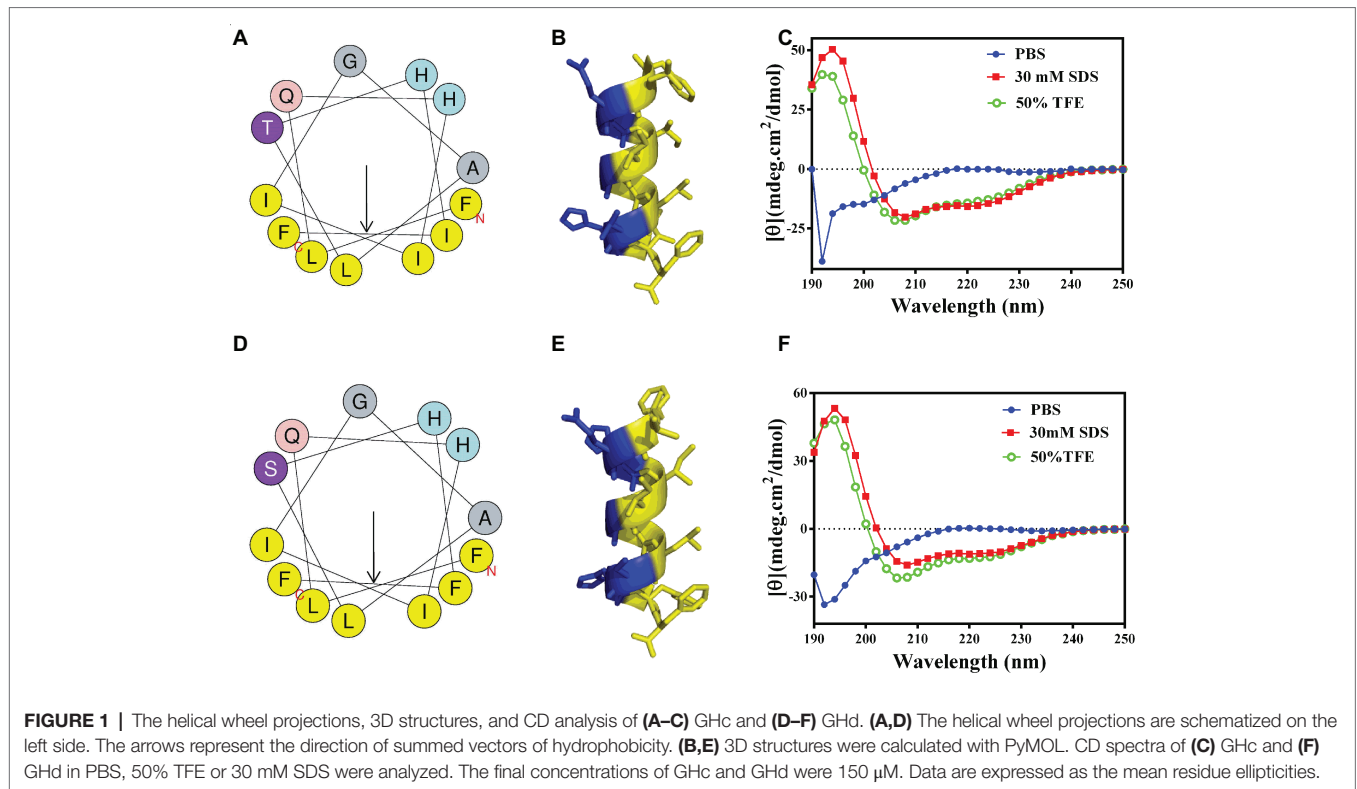 A
B
C
G
H
H
Q
T
A
I
F
N
F
C
I
L
L
I
50
25
0
-25
[θ](mdeg.cm²/dmol)
PBS
30 mM SDS
50% TFE
190 200 210 220 230 240 250
Wavelength (nm)
D
E
F
G
H
H
Q
S
A
I
F
N
F
C
F
L
L
I
60
30
0
-30
[θ](mdeg.cm²/dmol)
PBS
30mM SDS
50%TFE
190 200 210 220 230 240 250
Wavelength (nm)
FIGURE 1 | The helical wheel projections, 3D structures, and CD analysis of (A–C) GHc and (D–F) GHd. (A,D) The helical wheel projections are schematized on the
left side. The arrows represent the direction of summed vectors of hydrophobicity. (B,E) 3D structures were calculated with PyMOL. CD spectra of (C) GHc and (F)
GHd in PBS, 50% TFE or 30 mM SDS were analyzed. The final concentrations of GHc and GHd were 150 μM. Data are expressed as the mean residue ellipticities.